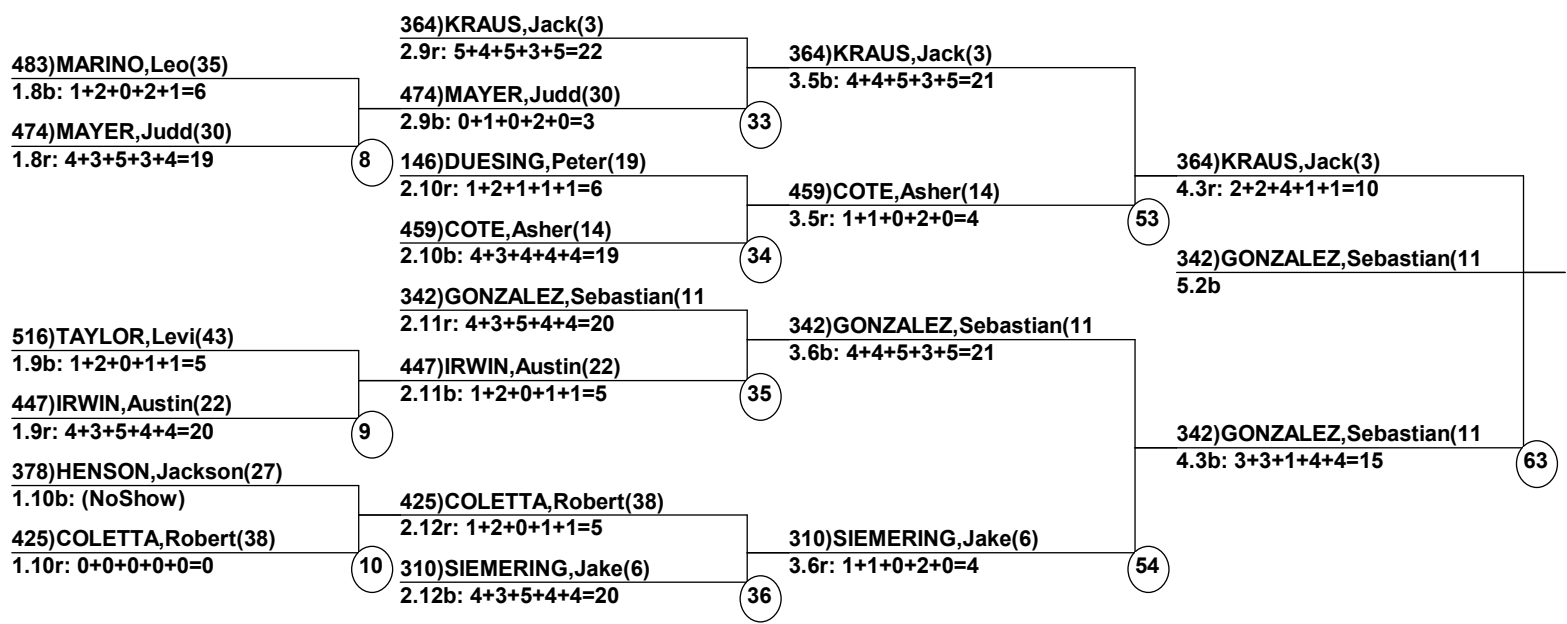 483)MARINO,Leo(35)
1.8b: 1+2+0+2+1=6
474)MAYER,Judd(30)
1.8r: 4+3+5+3+4=19
8
516)TAYLOR,Levi(43)
1.9b: 1+2+0+1+1=5
447)IRWIN,Austin(22)
1.9r: 4+3+5+4+4=20
9
378)HENSON,Jackson(27)
1.10b: (NoShow)
425)COLETTA,Robert(38)
1.10r: 0+0+0+0+0=0
10
364)KRAUS,Jack(3)
2.9r: 5+4+5+3+5=22
474)MAYER,Judd(30)
2.9b: 0+1+0+2+0=3
33
146)DUESING,Peter(19)
2.10r: 1+2+1+1+1=6
459)COTE,Asher(14)
2.10b: 4+3+4+4+4=19
34
342)GONZALEZ,Sebastian(11
2.11r: 4+3+5+4+4=20
447)IRWIN,Austin(22)
2.11b: 1+2+0+1+1=5
35
425)COLETTA,Robert(38)
2.12r: 1+2+0+1+1=5
310)SIEMERING,Jake(6)
2.12b: 4+3+5+4+4=20
36
364)KRAUS,Jack(3)
3.5b: 4+4+5+3+5=21
459)COTE,Asher(14)
3.5r: 1+1+0+2+0=4
53
342)GONZALEZ,Sebastian(11
3.6b: 4+4+5+3+5=21
310)SIEMERING,Jake(6)
3.6r: 1+1+0+2+0=4
54
364)KRAUS,Jack(3)
4.3r: 2+2+4+1+1=10
342)GONZALEZ,Sebastian(11
5.2b
342)GONZALEZ,Sebastian(11
4.3b: 3+3+1+4+4=15
63